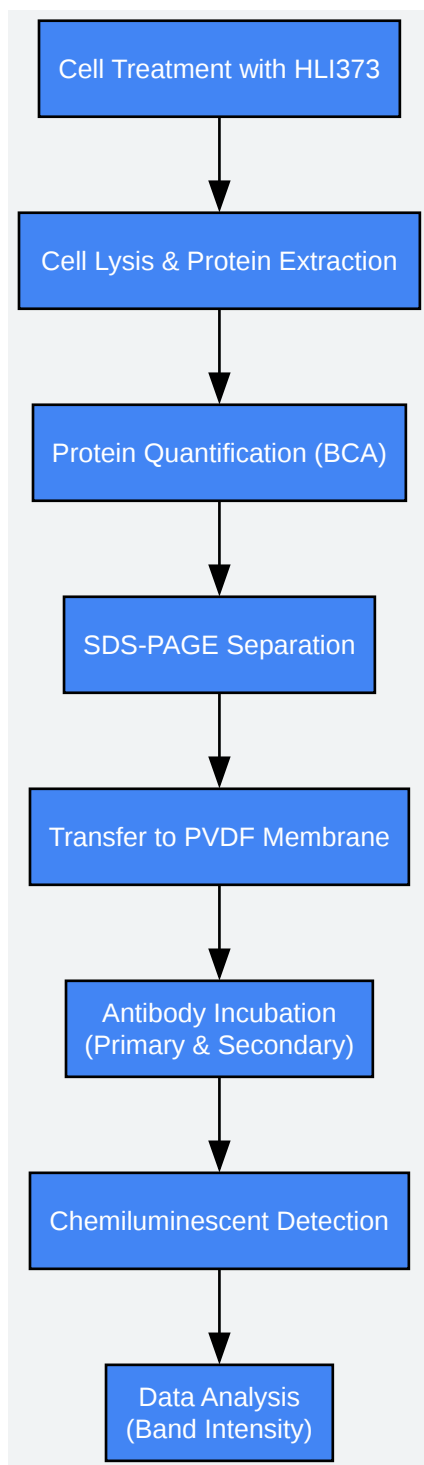 Cell Treatment with HLI373
Cell Lysis & Protein Extraction
Protein Quantification (BCA)
SDS-PAGE Separation
Transfer to PVDF Membrane
Antibody Incubation
(Primary & Secondary)
Chemiluminescent Detection
Data Analysis
(Band Intensity)